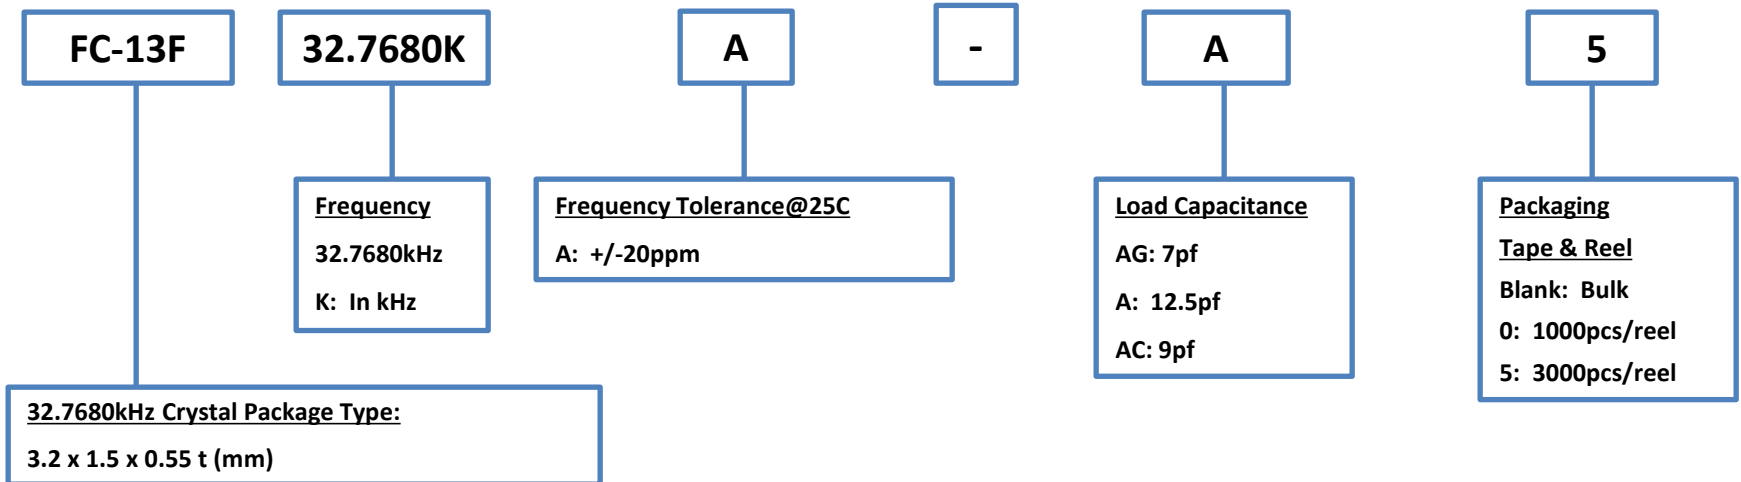 FC-13F 32.7680K A - A 5
Frequency
32.7680kHz
K: In kHz
Frequency Tolerance@25C
A: +/-20ppm
Load Capacitance
AG: 7pf
A: 12.5pf
AC: 9pf
Packaging
Tape & Reel
Blank: Bulk
0: 1000pcs/reel
5: 3000pcs/reel
32.7680kHz Crystal Package Type:
3.2 x 1.5 x 0.55 t (mm)